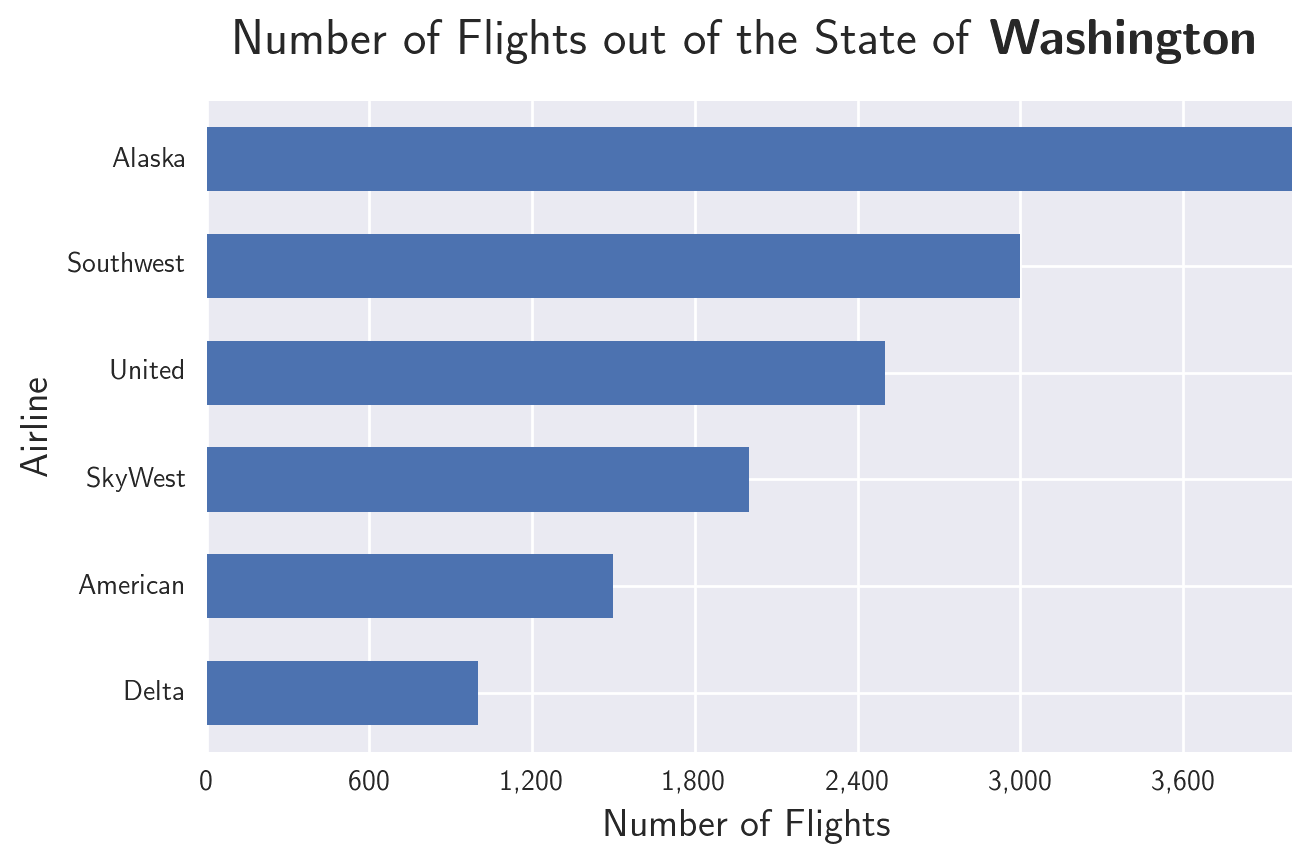 Number of Flights out of the State of Washington
Alaska
Southwest
United
SkyWest
American
Delta
Airline
0 600 1,200 1,800 2,400 3,000 3,600
Number of Flights